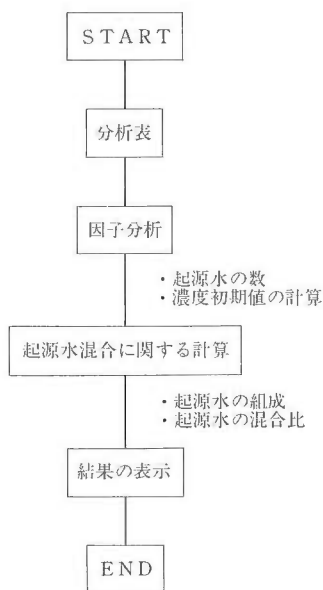 START
分析表
因子分析
・起源水の数
・濃度初期値の計算
起源水混合に関する計算
・起源水の組成
・起源水の混合比
結果の表示
END